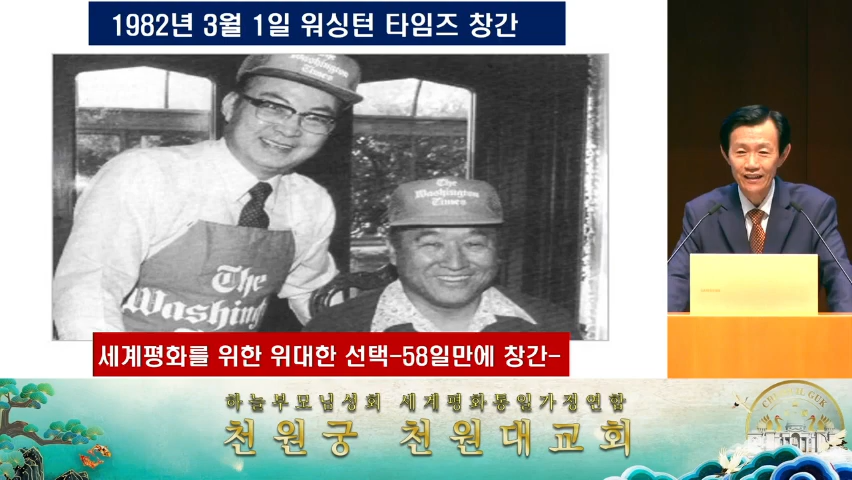 1982년 3월 1일 워싱턴 타임즈 창간
The
Washington
Times
The
Washington
Times
The
Washing
세계평화를 위한 위대한 선택-58일만에 창간-
하늘부모님성회 세계평화통일가정연합
천원궁 천원대교회